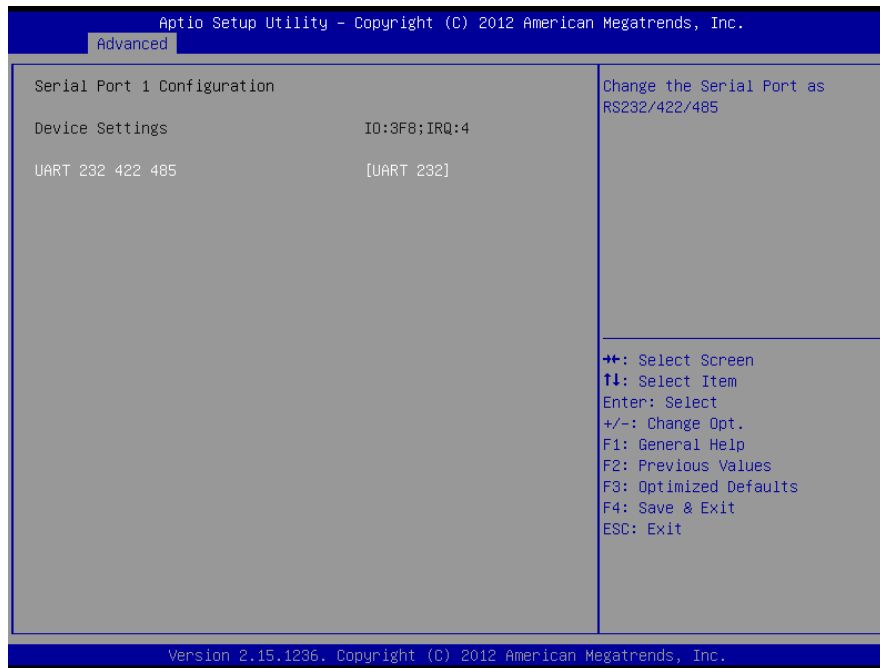 Aptio Setup Utility – Copyright (C) 2012 American Megatrends, Inc.
Advanced
Serial Port 1 Configuration
Device Settings IO:3F8;IRQ:4
UART 232 422 485 [UART 232]
Change the Serial Port as
RS232/422/485
→←: Select Screen
↑↓: Select Item
Enter: Select
+/-: Change Opt.
F1: General Help
F2: Previous Values
F3: Optimized Defaults
F4: Save & Exit
ESC: Exit
Version 2.15.1236. Copyright (C) 2012 American Megatrends, Inc.